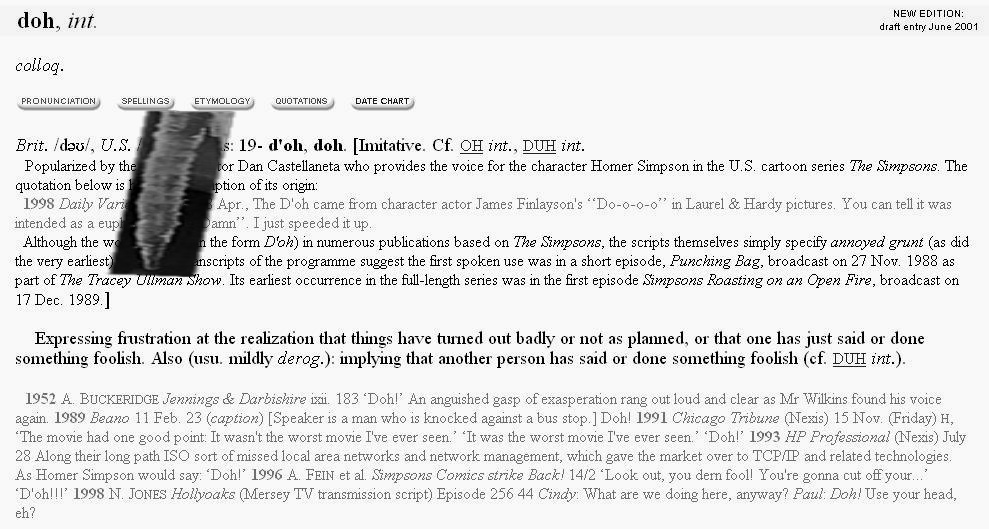 doh, int.
NEW EDITION:
draft entry June 2001
colloq.
PRONUNCIATION SPELLINGS ETYMOLOGY QUOTATIONS DATE CHART
Brit. /dəʊ/, U.S. : 19- d'oh, doh. [Imitative. Cf. OH int., DUH int.
Popularized by the or Dan Castellaneta who provides the voice for the character Homer Simpson in the U.S. cartoon series The Simpsons. The
quotation below is ption of its origin:
1998 Daily Vari Apr., The D'oh came from character actor James Finlayson's “Do-o-o-o” in Laurel & Hardy pictures. You can tell it was
intended as a euph Damn”. I just speeded it up.
Although the wo n the form D'oh) in numerous publications based on The Simpsons, the scripts themselves simply specify annoyed grunt (as did
the very earliest) nscripts of the programme suggest the first spoken use was in a short episode, Punching Bag, broadcast on 27 Nov. 1988 as
part of The Tracey Ullman Show. Its earliest occurrence in the full-length series was in the first episode Simpsons Roasting on an Open Fire, broadcast on
17 Dec. 1989.]
Expressing frustration at the realization that things have turned out badly or not as planned, or that one has just said or done
something foolish. Also (usu. mildly derog.): implying that another person has said or done something foolish (cf. DUH int.).
1952 A. BUCKERIDGE Jennings & Darbishire ixii. 183 ‘Doh!’ An anguished gasp of exasperation rang out loud and clear as Mr Wilkins found his voice
again. 1989 Beano 11 Feb. 23 (caption) [Speaker is a man who is knocked against a bus stop.] Doh! 1991 Chicago Tribune (Nexis) 15 Nov. (Friday) H,
‘The movie had one good point: It wasn't the worst movie I've ever seen.’ ‘It was the worst movie I've ever seen.’ ‘Doh!’ 1993 HP Professional (Nexis) July
28 Along their long path ISO sort of missed local area networks and network management, which gave the market over to TCP/IP and related technologies.
As Homer Simpson would say: ‘Doh!’ 1996 A. FEIN et al. Simpsons Comics strike Back! 14/2 ‘Look out, you dern fool! You're gonna cut off your...’
‘D'oh!!!’ 1998 N. JONES Hollyoaks (Mersey TV transmission script) Episode 256 44 Cindy: What are we doing here, anyway? Paul: Doh! Use your head,
eh?